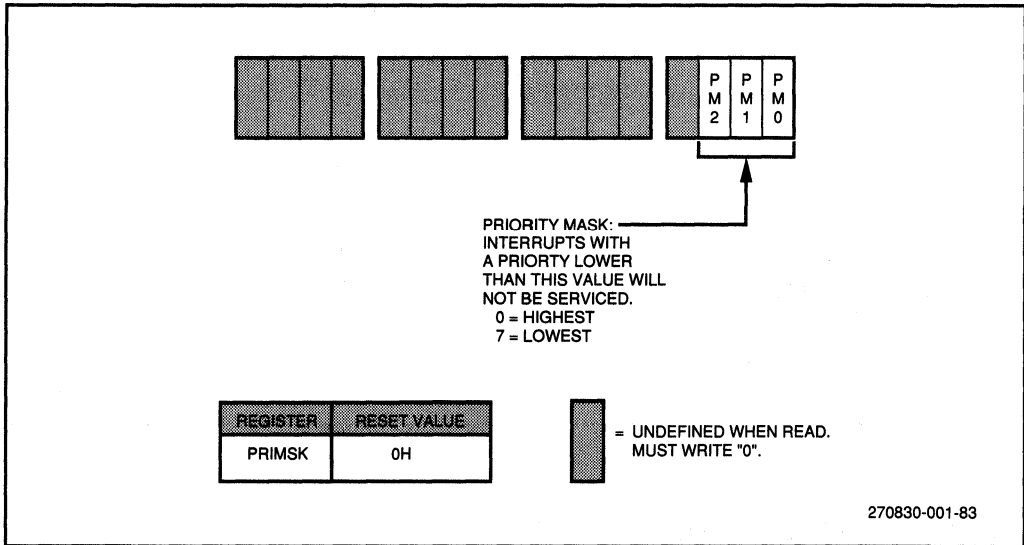 P P P
M M M
2 1 0
PRIORITY MASK:
INTERRUPTS WITH
A PRIORTY LOWER
THAN THIS VALUE WILL
NOT BE SERVICED.
0 = HIGHEST
7 = LOWEST
REGISTER RESET VALUE
PRIMSK 0H
= UNDEFINED WHEN READ.
MUST WRITE "0".
270830-001-83